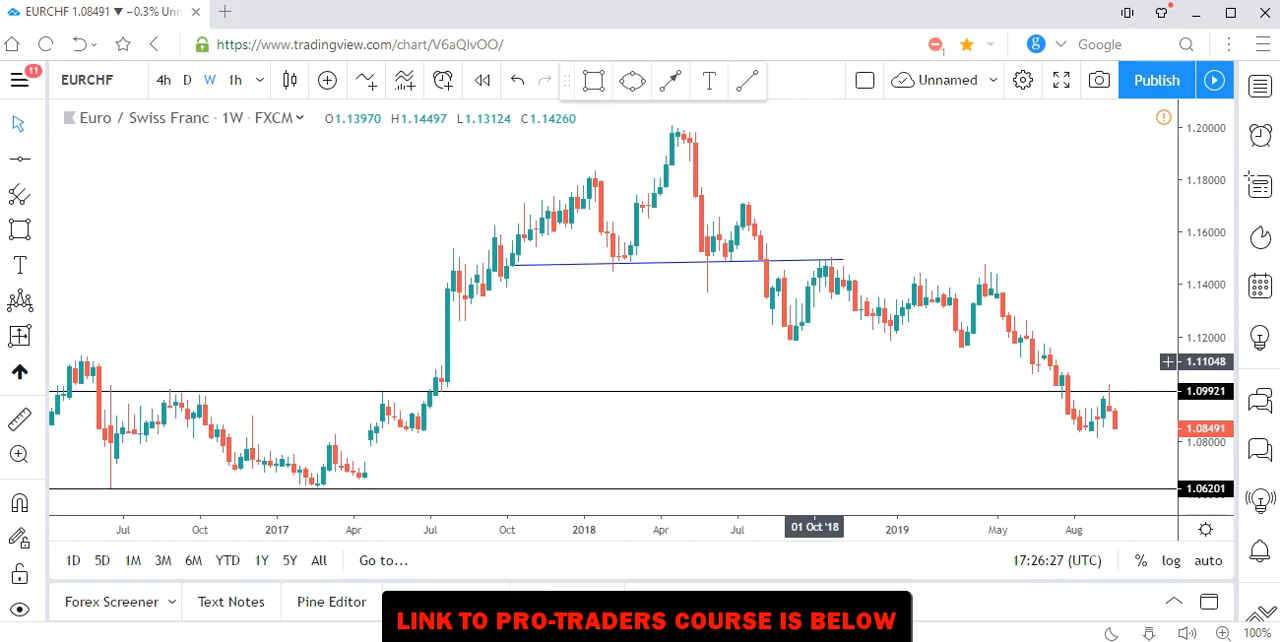 EURCHF 1.08491 ▼ −0.3% Unn
https://www.tradingview.com/chart/V6aQlvOO/
1
g
Google
11
EURCHF
4h D W 1h
T
Unnamed
Publish
Euro / Swiss Franc · 1W · FXCM
O1.13970 H1.14497 L1.13124 C1.14260
1.20000
1.18000
1.16000
1.14000
1.12000
1.11048
1.09921
1.08491
1.08000
1.06201
T
Jul Oct 2017 Apr Jul Oct 2018 Apr Jul 01 Oct '18 2019 May Aug
1D 5D 1M 3M 6M YTD 1Y 5Y All Go to... 17:26:27 (UTC) % log auto
Forex Screener Text Notes Pine Editor
LINK TO PRO-TRADERS COURSE IS BELOW
100%